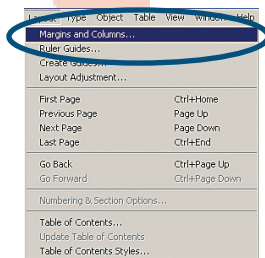 Layout Type Object Table View Window Help
Margins and Columns...
Ruler Guides...
Create Guides...
Layout Adjustment...
First Page Ctrl+Home
Previous Page Page Up
Next Page Page Down
Last Page Ctrl+End
Go Back Ctrl+Page Up
Go Forward Ctrl+Page Down
Numbering & Section Options...
Table of Contents...
Update Table of Contents
Table of Contents Styles...